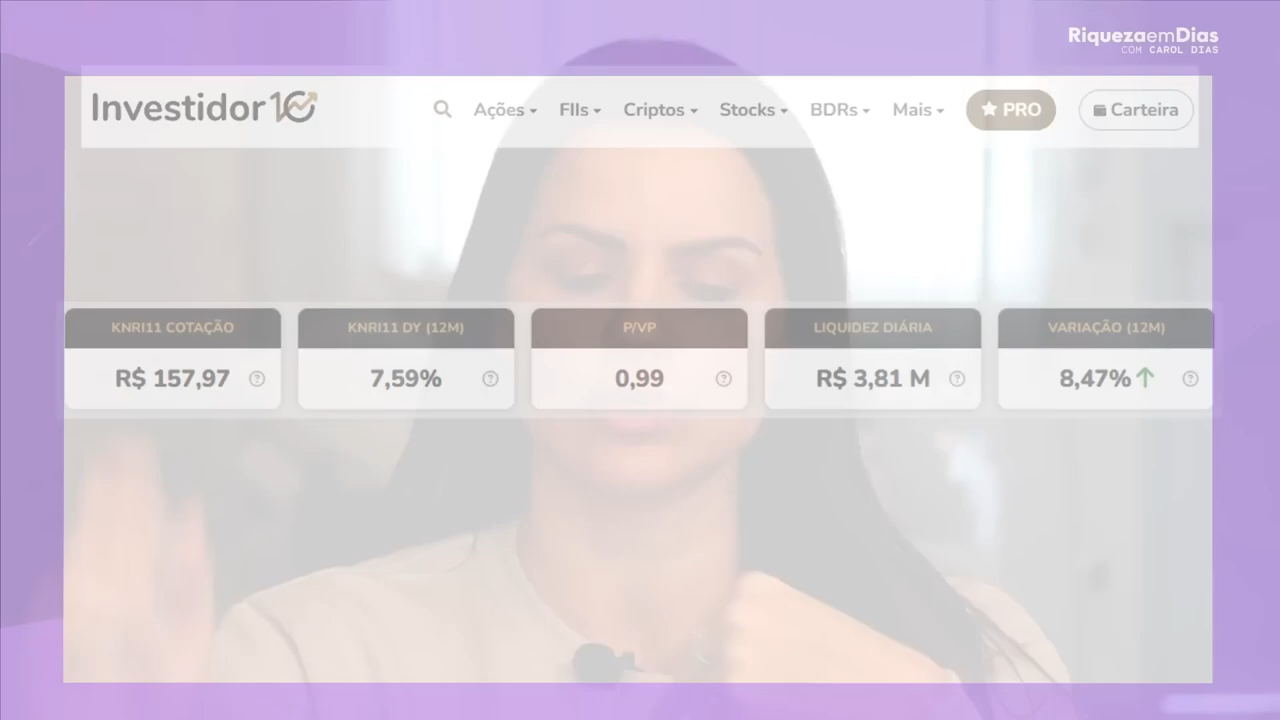 RiquezaemDias
COM CAROL DIAS
Investidor10
Ações FIIs Criptos Stocks BDRs Mais PRO Carteira
KNRI11 COTAÇÃO KNRI11 DY (12M) P/VP LIQUIDEZ DIÁRIA VARIAÇÃO (12M)
R$ 157,97 7,59% 0,99 R$ 3,81 M 8,47%